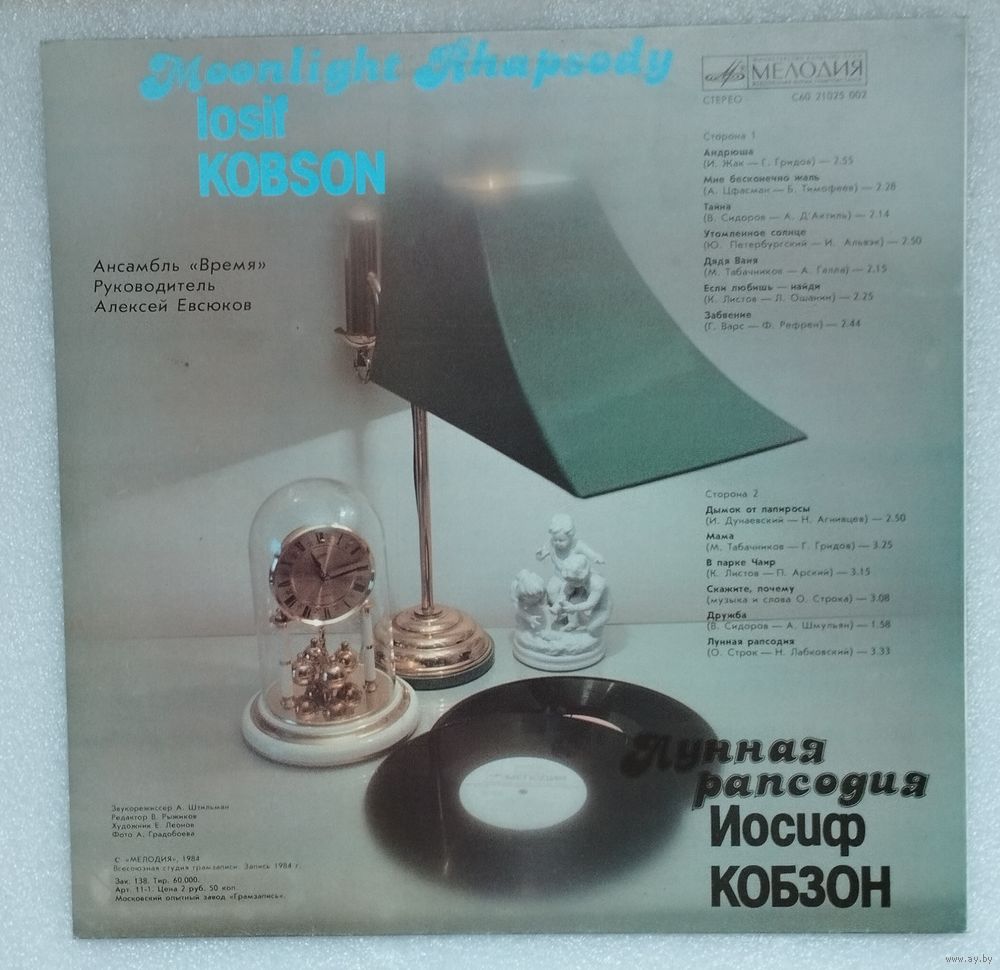 Moonlight Rhapsody
Iosif
KOBSON
МЕЛОДИЯ
СТЕРЕО С60 21025 002
Ансамбль «Время»
Руководитель
Алексей Евсюков
Сторона 1
Андрюша
(И. Жак — Г. Гридов) — 2.55
Мне бесконечно жаль
(А. Цфасман — Б. Тимофеев) — 2.28
Тайна
(В. Сидоров — А. Д'Актиль) — 2.14
Утомленное солнце
(Ю. Петербургский — И. Альвэк) — 2.50
Дядя Ваня
(М. Табачников — А. Галла) — 2.15
Если любишь — найди
(К. Листов — Л. Ошанин) — 2.25
Забвение
(Г. Варс — Ф. Рефрен) — 2.44
Сторона 2
Дымок от папиросы
(И. Дунаевский — Н. Агнивцев) — 2.50
Мама
(М. Табачников — Г. Гридов) — 3.25
В парке Чаир
(К. Листов — П. Арский) — 3.15
Скажите, почему
(музыка и слова О. Строка) — 3.08
Дружба
(В. Сидоров — А. Шмульян) — 1.58
Лунная рапсодия
(О. Строк — Н. Лабковский) — 3.33
Лунная
рапсодия
Иосиф
КОБЗОН
Звукорежиссер А. Штильман
Редактор В. Рыжиков
Художник Е. Леонов
Фото А. Градобоева
С «МЕЛОДИЯ», 1984
Всесоюзная студия грамзаписи. Запись 1984 г.
Зак. 138. Тир. 60.000.
Арт. 11-1. Цена 2 руб. 50 коп.
Московский опытный завод «Грамзапись».
www.ay.by